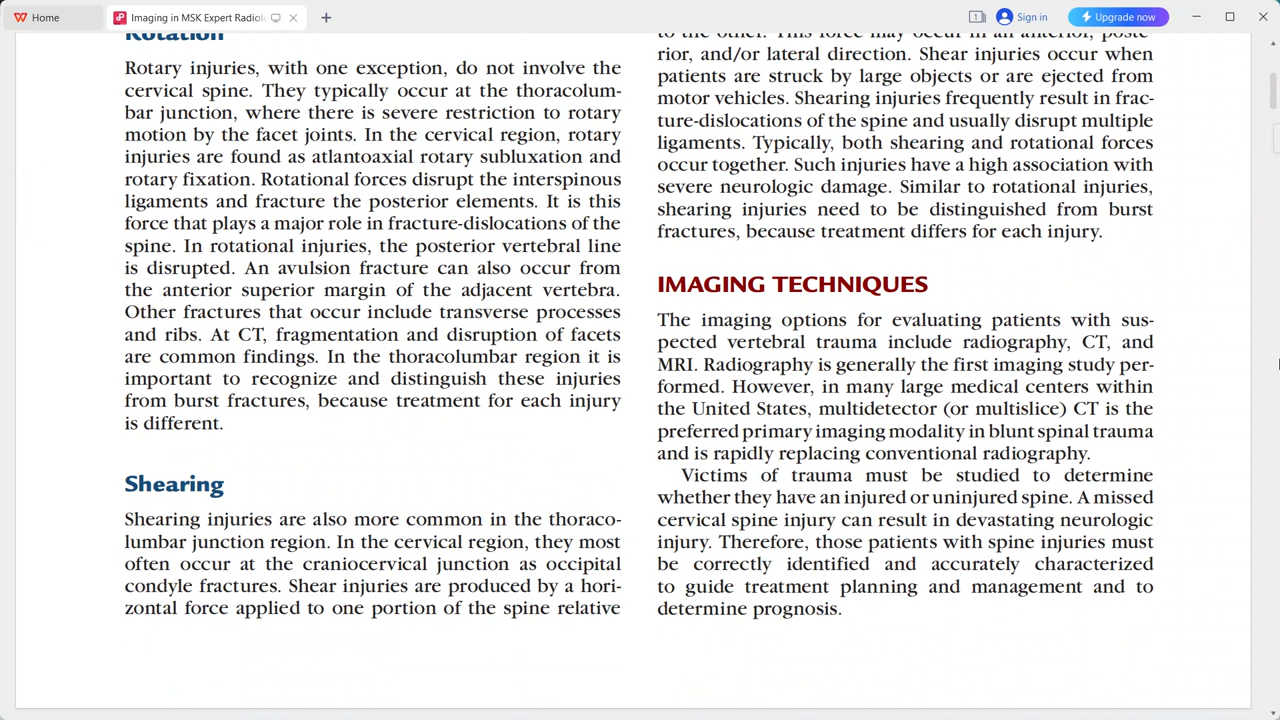 Home
Imaging in MSK Expert Radiolo
Sign in
Upgrade now
Rotation
Rotary injuries, with one exception, do not involve the
cervical spine. They typically occur at the thoracolum-
bar junction, where there is severe restriction to rotary
motion by the facet joints. In the cervical region, rotary
injuries are found as atlantoaxial rotary subluxation and
rotary fixation. Rotational forces disrupt the interspinous
ligaments and fracture the posterior elements. It is this
force that plays a major role in fracture-dislocations of the
spine. In rotational injuries, the posterior vertebral line
is disrupted. An avulsion fracture can also occur from
the anterior superior margin of the adjacent vertebra.
Other fractures that occur include transverse processes
and ribs. At CT, fragmentation and disruption of facets
are common findings. In the thoracolumbar region it is
important to recognize and distinguish these injuries
from burst fractures, because treatment for each injury
is different.
Shearing
Shearing injuries are also more common in the thoraco-
lumbar junction region. In the cervical region, they most
often occur at the craniocervical junction as occipital
condyle fractures. Shear injuries are produced by a hori-
zontal force applied to one portion of the spine relative
to the other. This force may occur in an anterior, poste-
rior, and/or lateral direction. Shear injuries occur when
patients are struck by large objects or are ejected from
motor vehicles. Shearing injuries frequently result in frac-
ture-dislocations of the spine and usually disrupt multiple
ligaments. Typically, both shearing and rotational forces
occur together. Such injuries have a high association with
severe neurologic damage. Similar to rotational injuries,
shearing injuries need to be distinguished from burst
fractures, because treatment differs for each injury.
IMAGING TECHNIQUES
The imaging options for evaluating patients with sus-
pected vertebral trauma include radiography, CT, and
MRI. Radiography is generally the first imaging study per-
formed. However, in many large medical centers within
the United States, multidetector (or multislice) CT is the
preferred primary imaging modality in blunt spinal trauma
and is rapidly replacing conventional radiography.
Victims of trauma must be studied to determine
whether they have an injured or uninjured spine. A missed
cervical spine injury can result in devastating neurologic
injury. Therefore, those patients with spine injuries must
be correctly identified and accurately characterized
to guide treatment planning and management and to
determine prognosis.